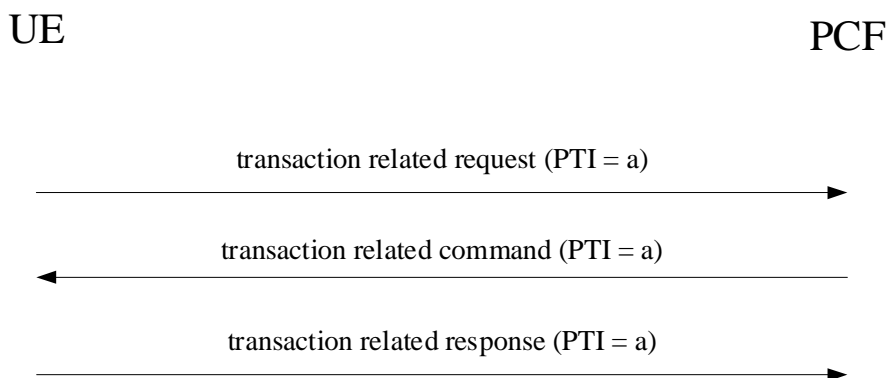 UE
PCF
transaction related request (PTI = a)
transaction related command (PTI = a)
transaction related response (PTI = a)